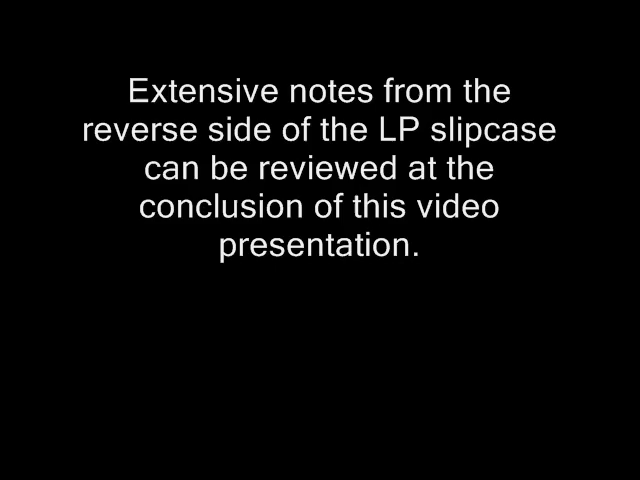 Extensive notes from the
reverse side of the LP slipcase
can be reviewed at the
conclusion of this video
presentation.